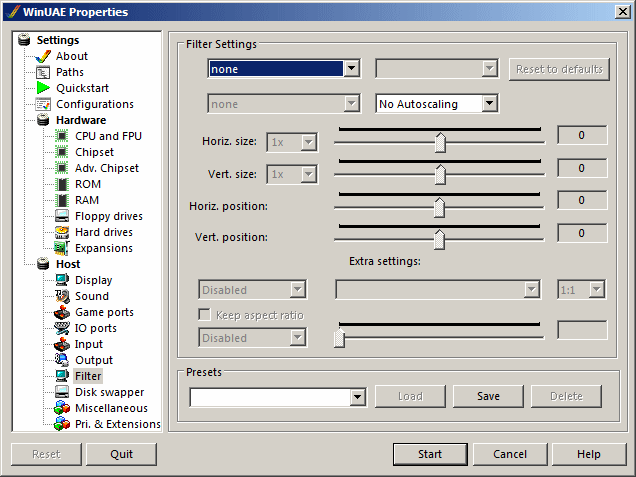 WinUAE Properties
Settings
About
Paths
Quickstart
Configurations
Hardware
CPU and FPU
Chipset
Adv. Chipset
ROM
RAM
Floppy drives
Hard drives
Expansions
Host
Display
Sound
Game ports
IO ports
Input
Output
Filter
Disk swapper
Miscellaneous
Pri. & Extensions
Filter Settings
none
Reset to defaults
none
No Autoscaling
Horiz. size:
1x
0
Vert. size:
1x
0
Horiz. position:
0
Vert. position:
0
Extra settings:
Disabled
1:1
Keep aspect ratio
Disabled
Presets
Load
Save
Delete
Reset
Quit
Start
Cancel
Help